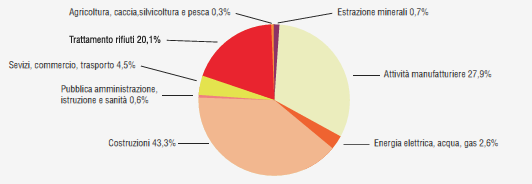 Agricoltura, caccia,silvicoltura e pesca 0,3%
Estrazione minerali 0,7%
Trattamento rifiuti 20,1%
Sevizi, commercio, trasporto 4,5%
Attività manufatturiere 27,9%
Pubblica amministrazione,
istruzione e sanità 0,6%
Costruzioni 43,3%
Energia elettrica, acqua, gas 2,6%